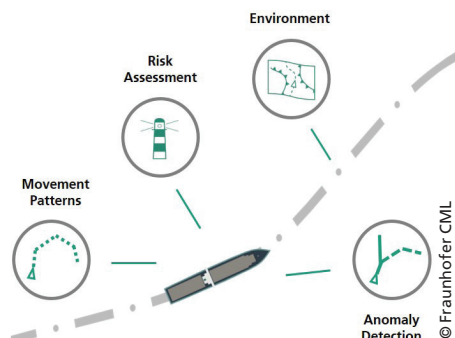 Environment
Risk
Assessment
Movement
Patterns
Anomaly
Detection
© Fraunhofer CML